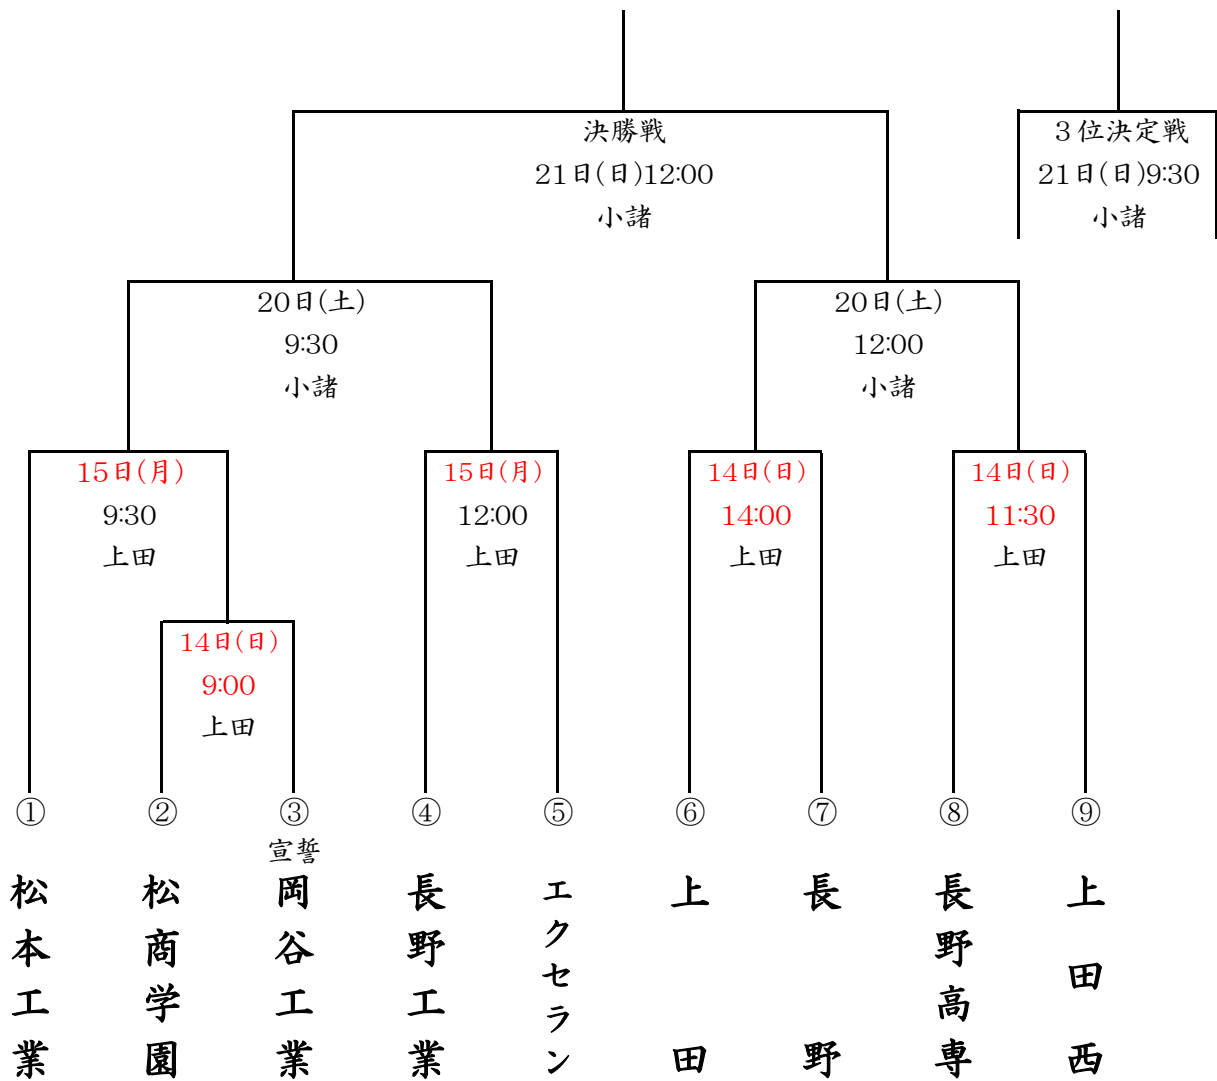 決勝戦
21日(日)12:00
小諸
３位決定戦
21日(日)9:30
小諸
20日(土)
9:30
小諸
20日(土)
12:00
小諸
15日(月)
9:30
上田
15日(月)
12:00
上田
14日(日)
14:00
上田
14日(日)
11:30
上田
14日(日)
9:00
上田
①
松本工業
②
松商学園
③
宣誓
岡谷工業
④
長野工業
⑤
エクセラン
⑥
上田
⑦
長野
⑧
長野高専
⑨
上田西